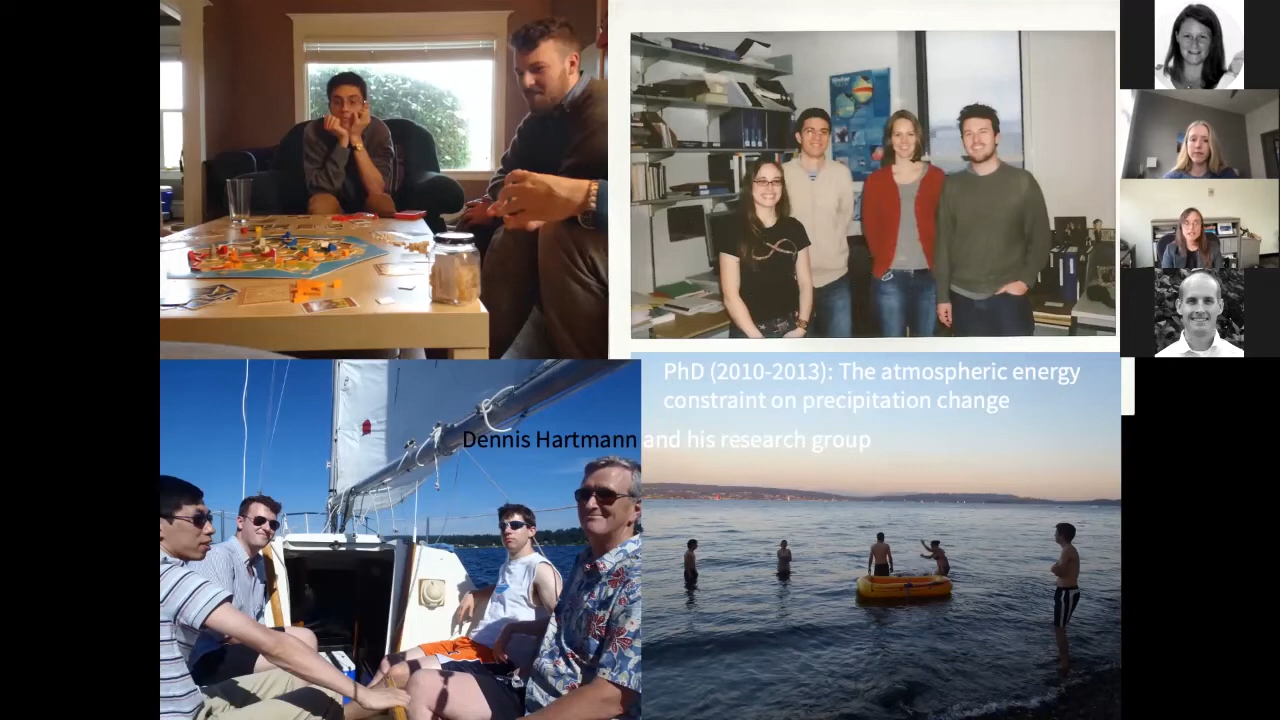 PhD (2010-2013): The atmospheric energy
constraint on precipitation change
Dennis Hartmann and his research group